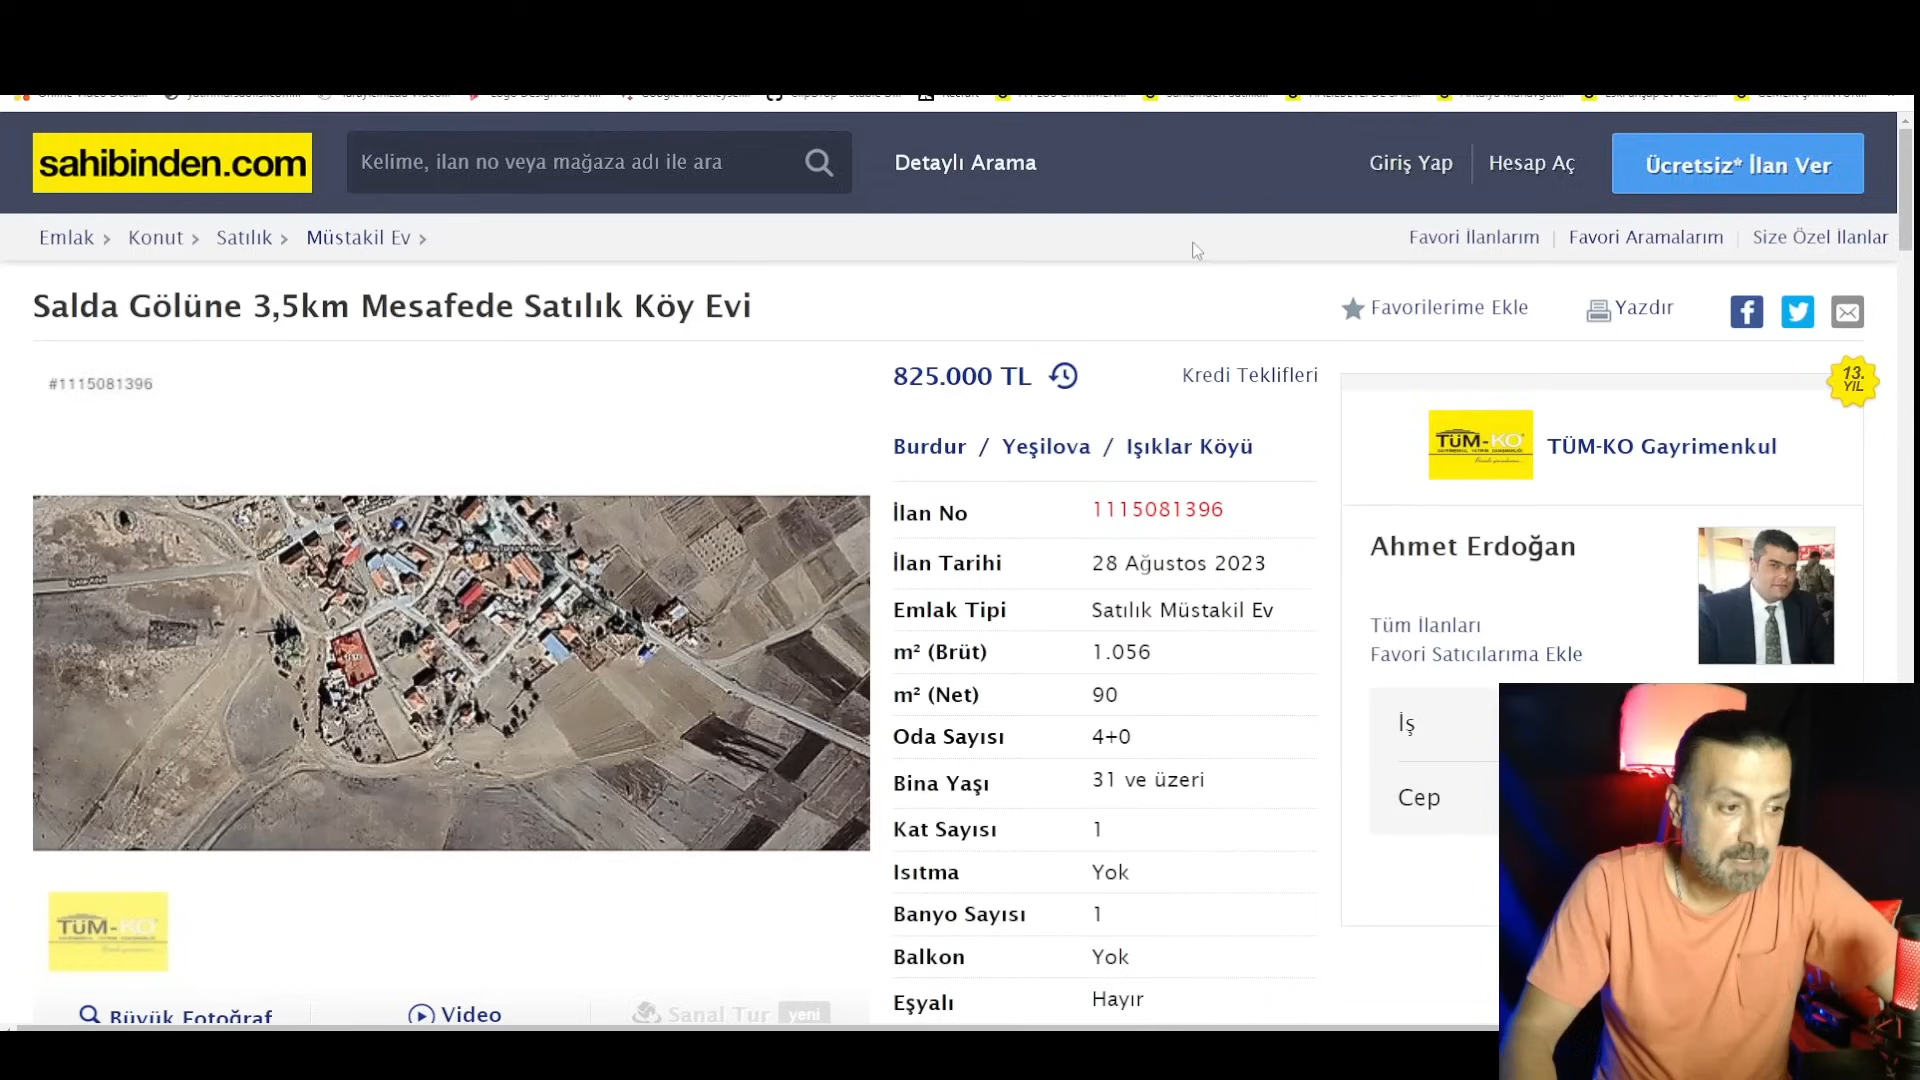 sahibinden.com
Kelime, ilan no veya mağaza adı ile ara
Detaylı Arama
Giriş Yap
Hesap Aç
Ücretsiz* İlan Ver
Emlak
Konut
Satılık
Müstakil Ev
Favori İlanlarım
Favori Aramalarım
Size Özel İlanlar
Salda Gölüne 3,5km Mesafede Satılık Köy Evi
Favorilerime Ekle
Yazdır
#1115081396
825.000 TL
Kredi Teklifleri
13.
YIL
Burdur / Yeşilova / Işıklar Köyü
TÜM-KO
TÜM-KO Gayrimenkul
İlan No 1115081396
İlan Tarihi 28 Ağustos 2023
Emlak Tipi Satılık Müstakil Ev
m² (Brüt) 1.056
m² (Net) 90
Oda Sayısı 4+0
Bina Yaşı 31 ve üzeri
Kat Sayısı 1
Isıtma Yok
Banyo Sayısı 1
Balkon Yok
Eşyalı Hayır
Ahmet Erdoğan
Tüm İlanları
Favori Satıcılarıma Ekle
İş
Cep
TÜM-KO
Büyük Fotoğraf
Video
Sanal Tur yeni